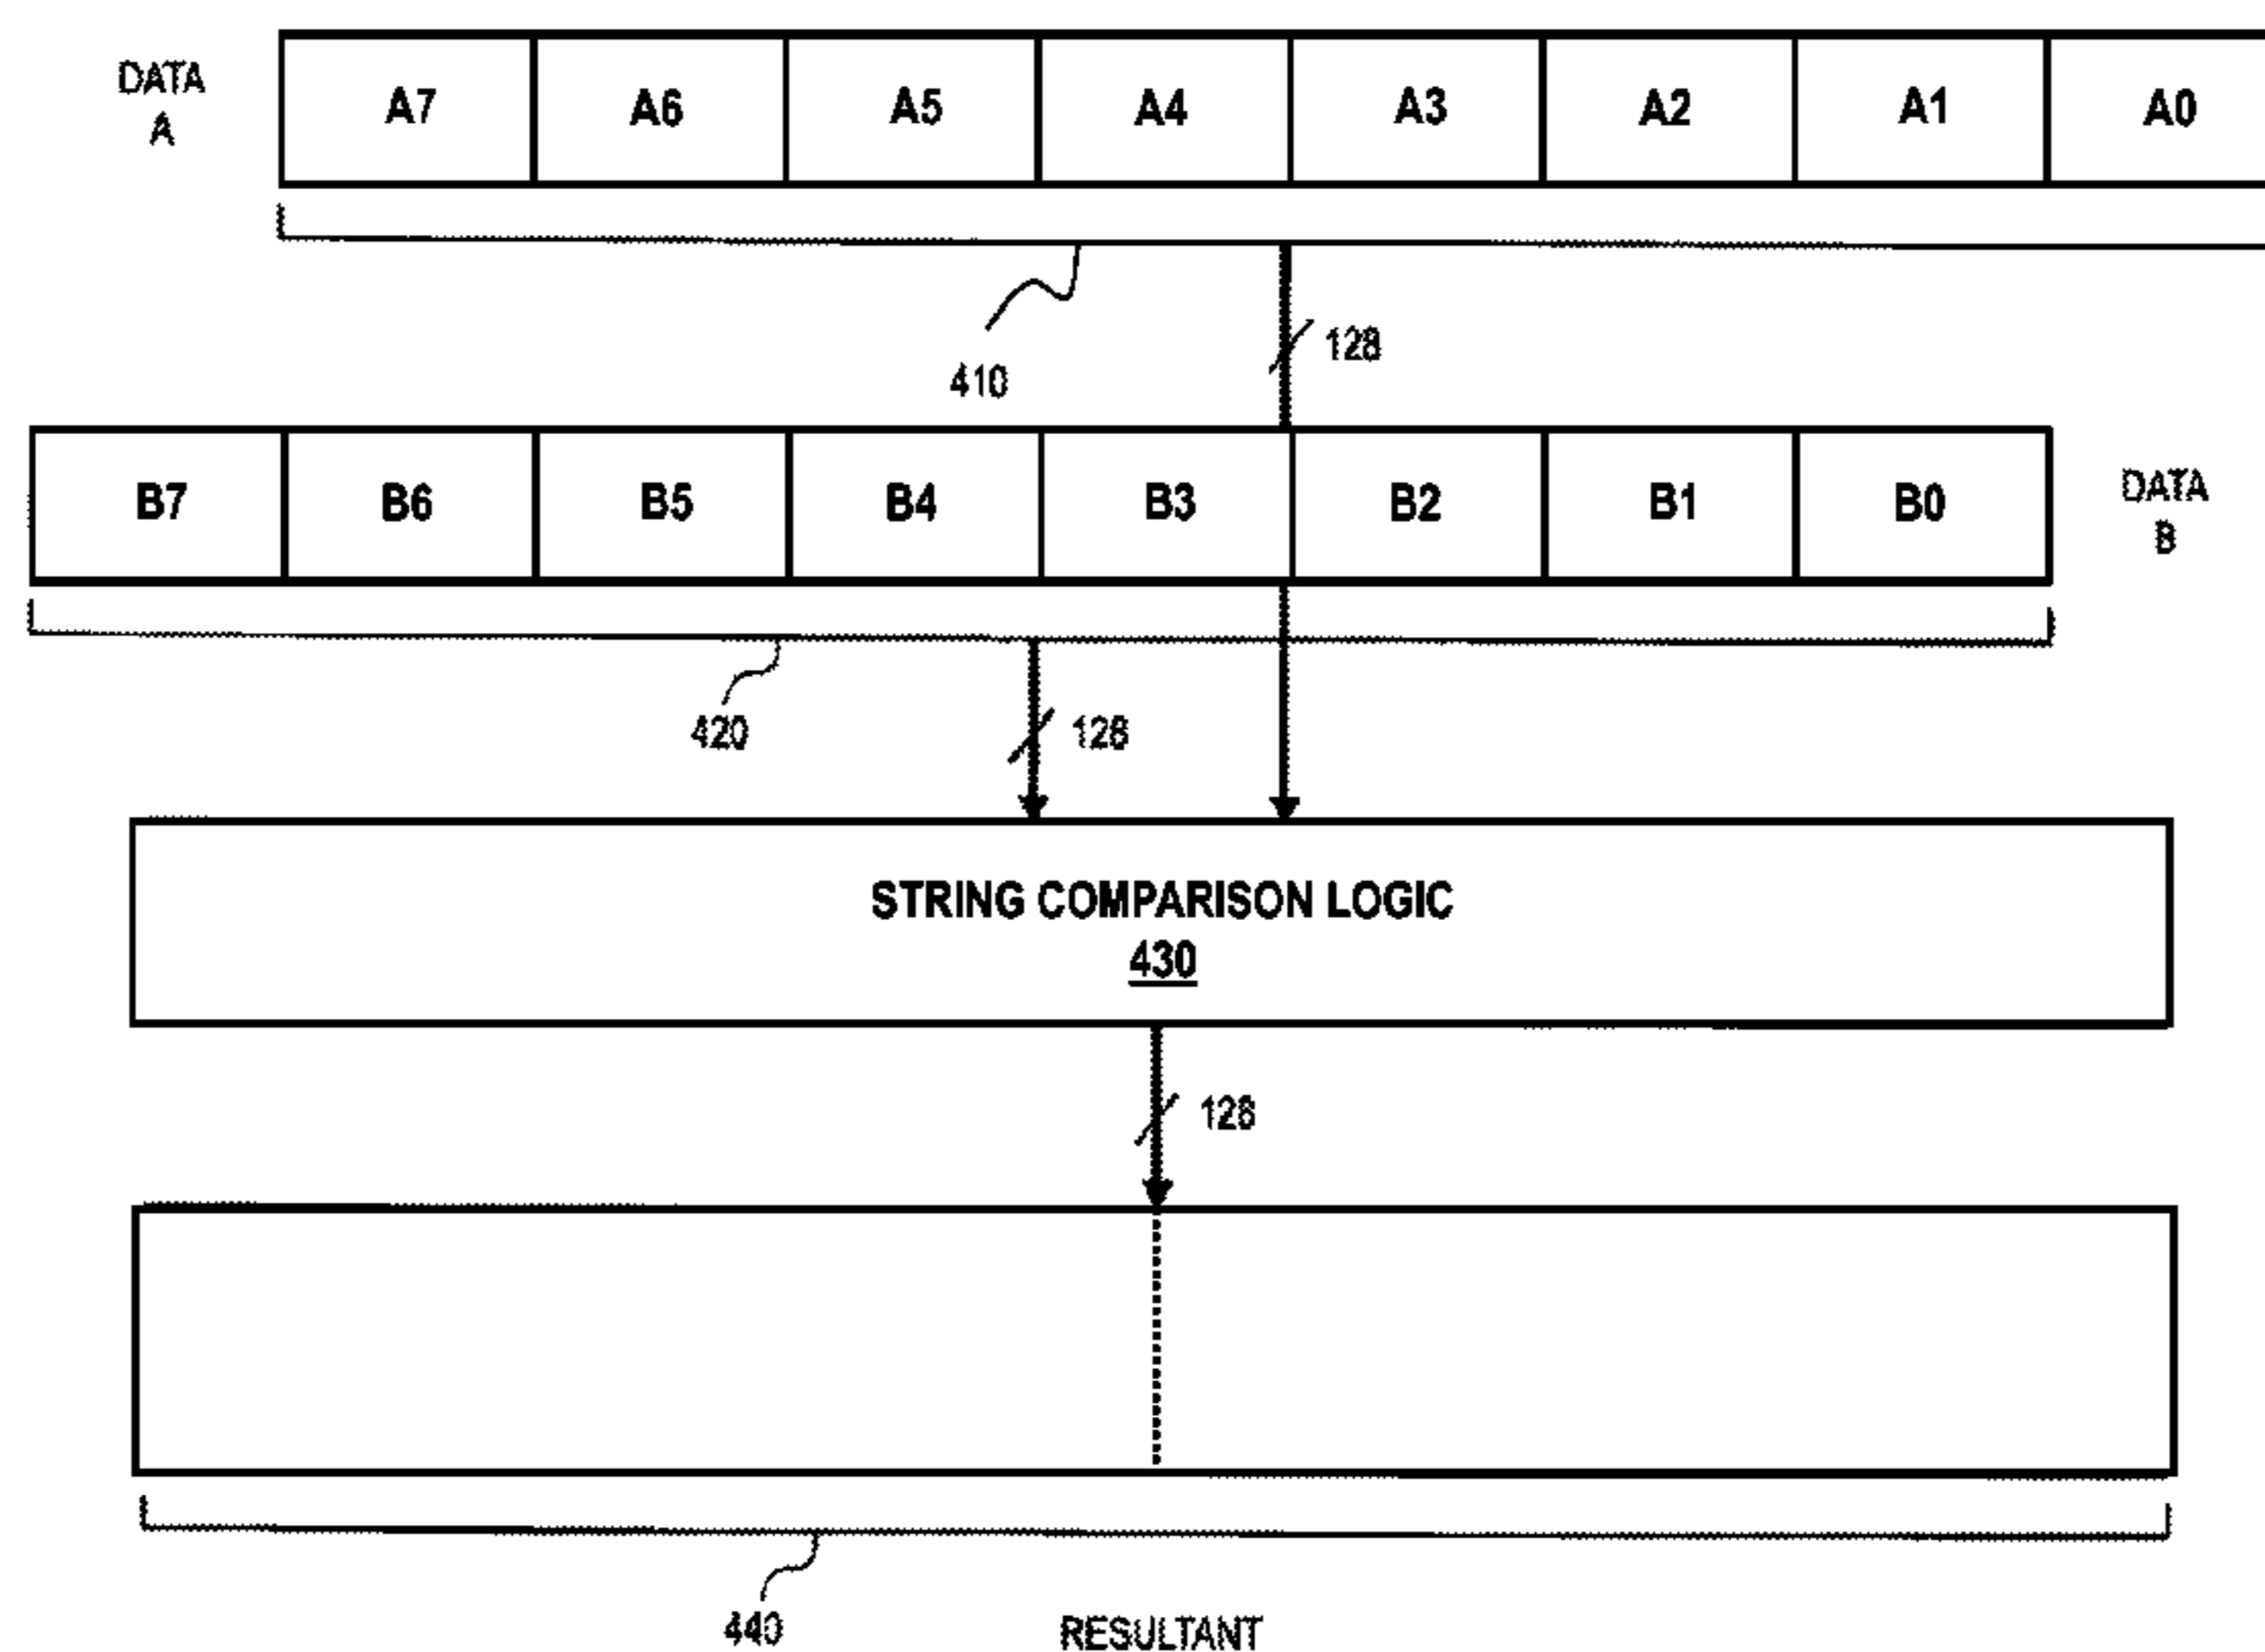 DATA
A
A7 A6 A5 A4 A3 A2 A1 A0
410
128
B7 B6 B5 B4 B3 B2 B1 B0
DATA
B
420
128
STRING COMPARISON LOGIC
430
128
440
RESULTANT